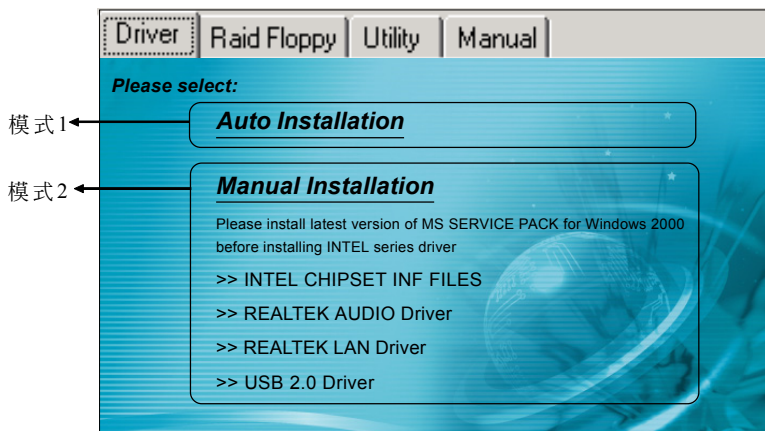 Driver Raid Floppy Utility Manual
Please select:
模式1
Auto Installation
模式2
Manual Installation
Please install latest version of MS SERVICE PACK for Windows 2000
before installing INTEL series driver
>> INTEL CHIPSET INF FILES
>> REALTEK AUDIO Driver
>> REALTEK LAN Driver
>> USB 2.0 Driver